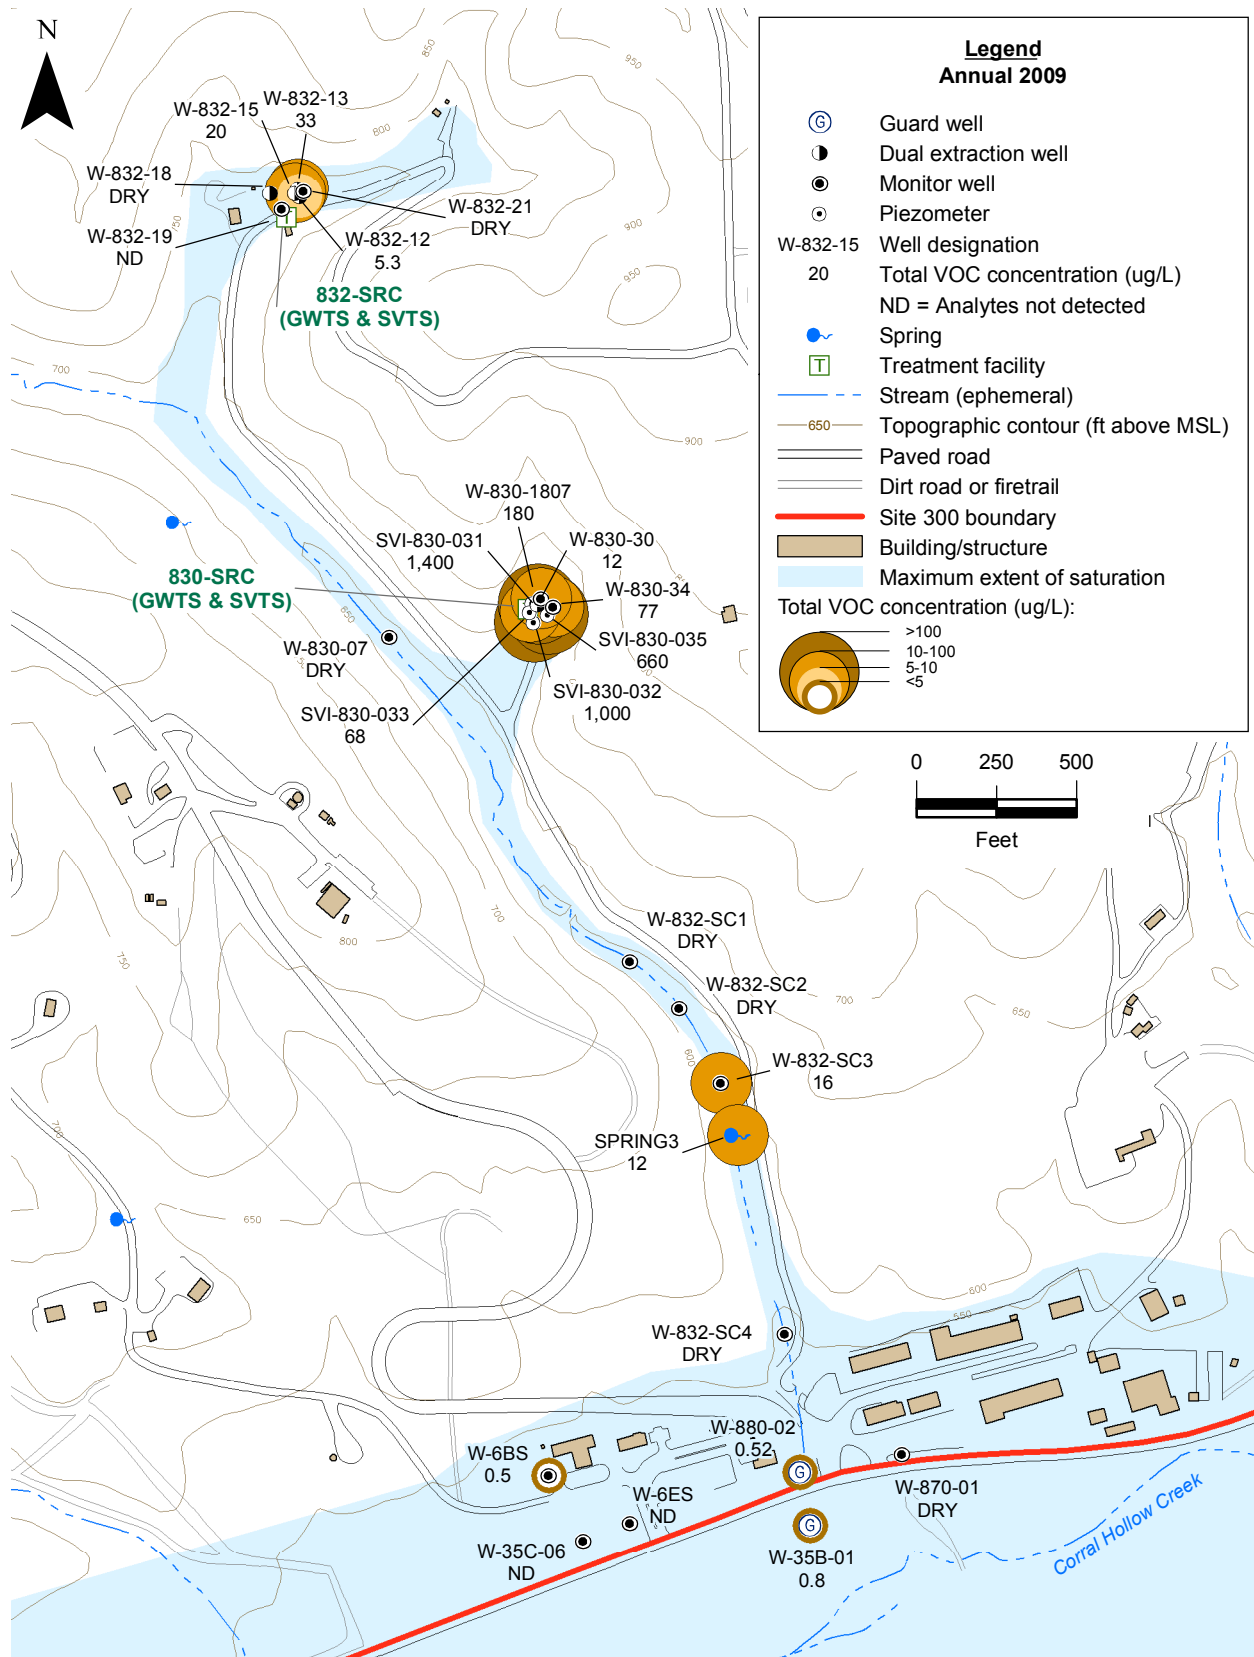 N
Legend
Annual 2009
Guard well
Dual extraction well
Monitor well
Piezometer
W-832-15 Well designation
20 Total VOC concentration (ug/L)
ND = Analytes not detected
Spring
T Treatment facility
Stream (ephemeral)
650 Topographic contour (ft above MSL)
Paved road
Dirt road or firetrail
Site 300 boundary
Building/structure
Maximum extent of saturation
Total VOC concentration (ug/L):
>100
10-100
5-10
<5
G
0 250 500
Feet
850
950
800
W-832-13
33
W-832-15
20
W-832-18
DRY
750
W-832-19
ND
T
W-832-21
DRY
W-832-12
5.3
900
950
832-SRC
(GWTS & SVTS)
700
900
W-830-1807
180
SVI-830-031
1,400
W-830-30
12
W-830-34
77
830-SRC
(GWTS & SVTS)
650
SVI-830-035
660
W-830-07
DRY
SVI-830-032
1,000
SVI-830-033
68
700
800
750
W-832-SC1
DRY
W-832-SC2
DRY
700
650
600
W-832-SC3
16
SPRING3
12
700
650
600
550
W-832-SC4
DRY
W-880-02
0.52
G
W-6BS
0.5
W-6ES
ND
W-35C-06
ND
W-870-01
DRY
G
W-35B-01
0.8
Corral Hollow Creek